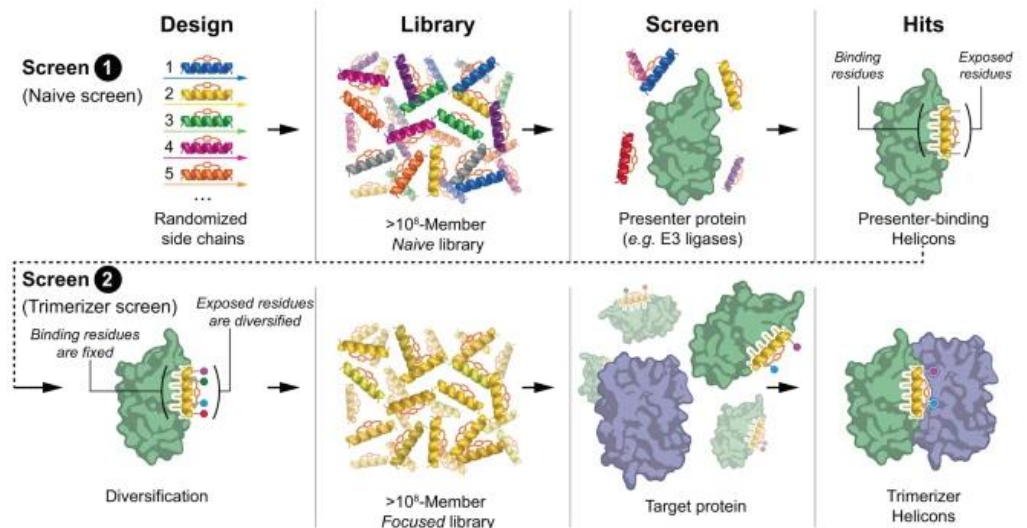 Design
Library
Screen
Hits
Screen 1
(Naive screen)
1
2
3
4
5
...
Randomized
side chains
>10⁸-Member
Naive library
Presenter protein
(e.g. E3 ligases)
Binding
residues
Exposed
residues
Presenter-binding
Helicons
Screen 2
(Trimerizer screen)
Binding residues
are fixed
Exposed residues
are diversified
Diversification
>10⁸-Member
Focused library
Target protein
Trimerizer
Helicons